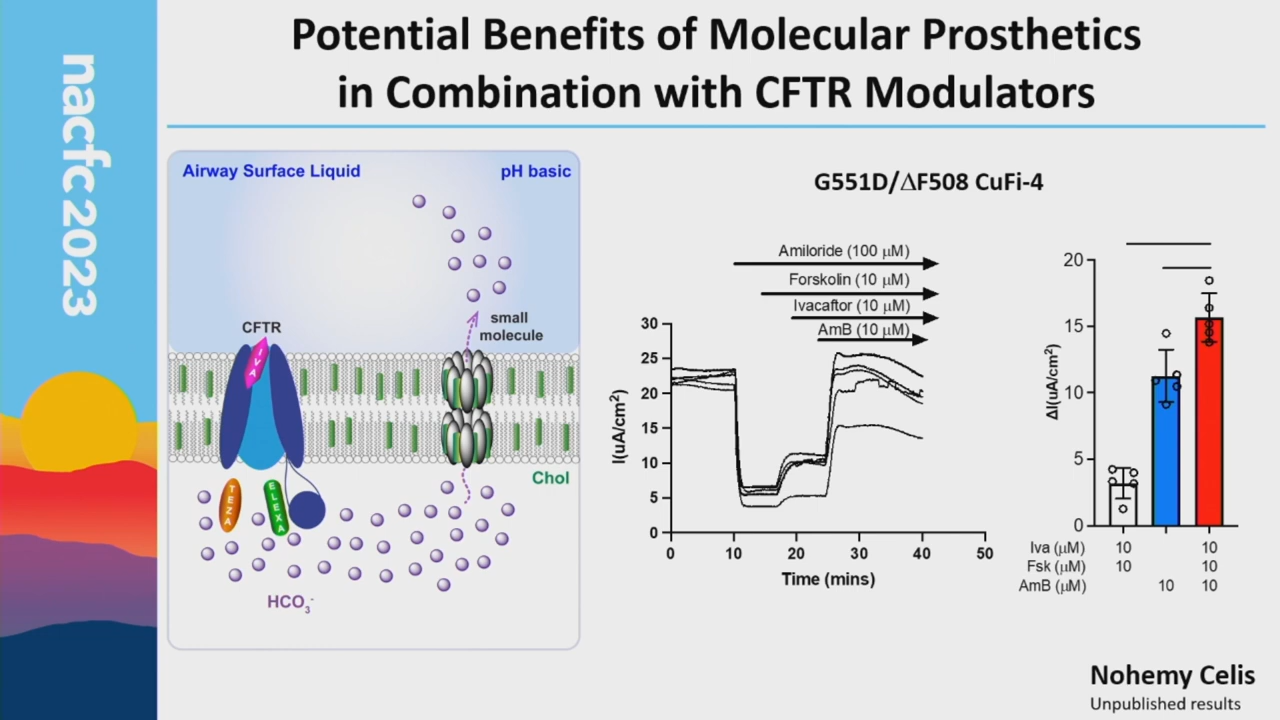 nacfc 2023
Potential Benefits of Molecular Prosthetics
in Combination with CFTR Modulators
Airway Surface Liquid
pH basic
small
molecule
CFTR
IVA
Chol
TEZA
ELEXA
HCO3-
G551D/ΔF508 CuFi-4
Amiloride (100 µM)
Forskolin (10 µM)
Ivacaftor (10 µM)
AmB (10 µM)
I(uA/cm2)
30
25
20
15
10
5
0
0 10 20 30 40 50
Time (mins)
ΔI(uA/cm2)
20
15
10
5
0
Iva (µM) 10 10
Fsk (µM) 10 10
AmB (µM) 10 10
Nohemy Celis
Unpublished results